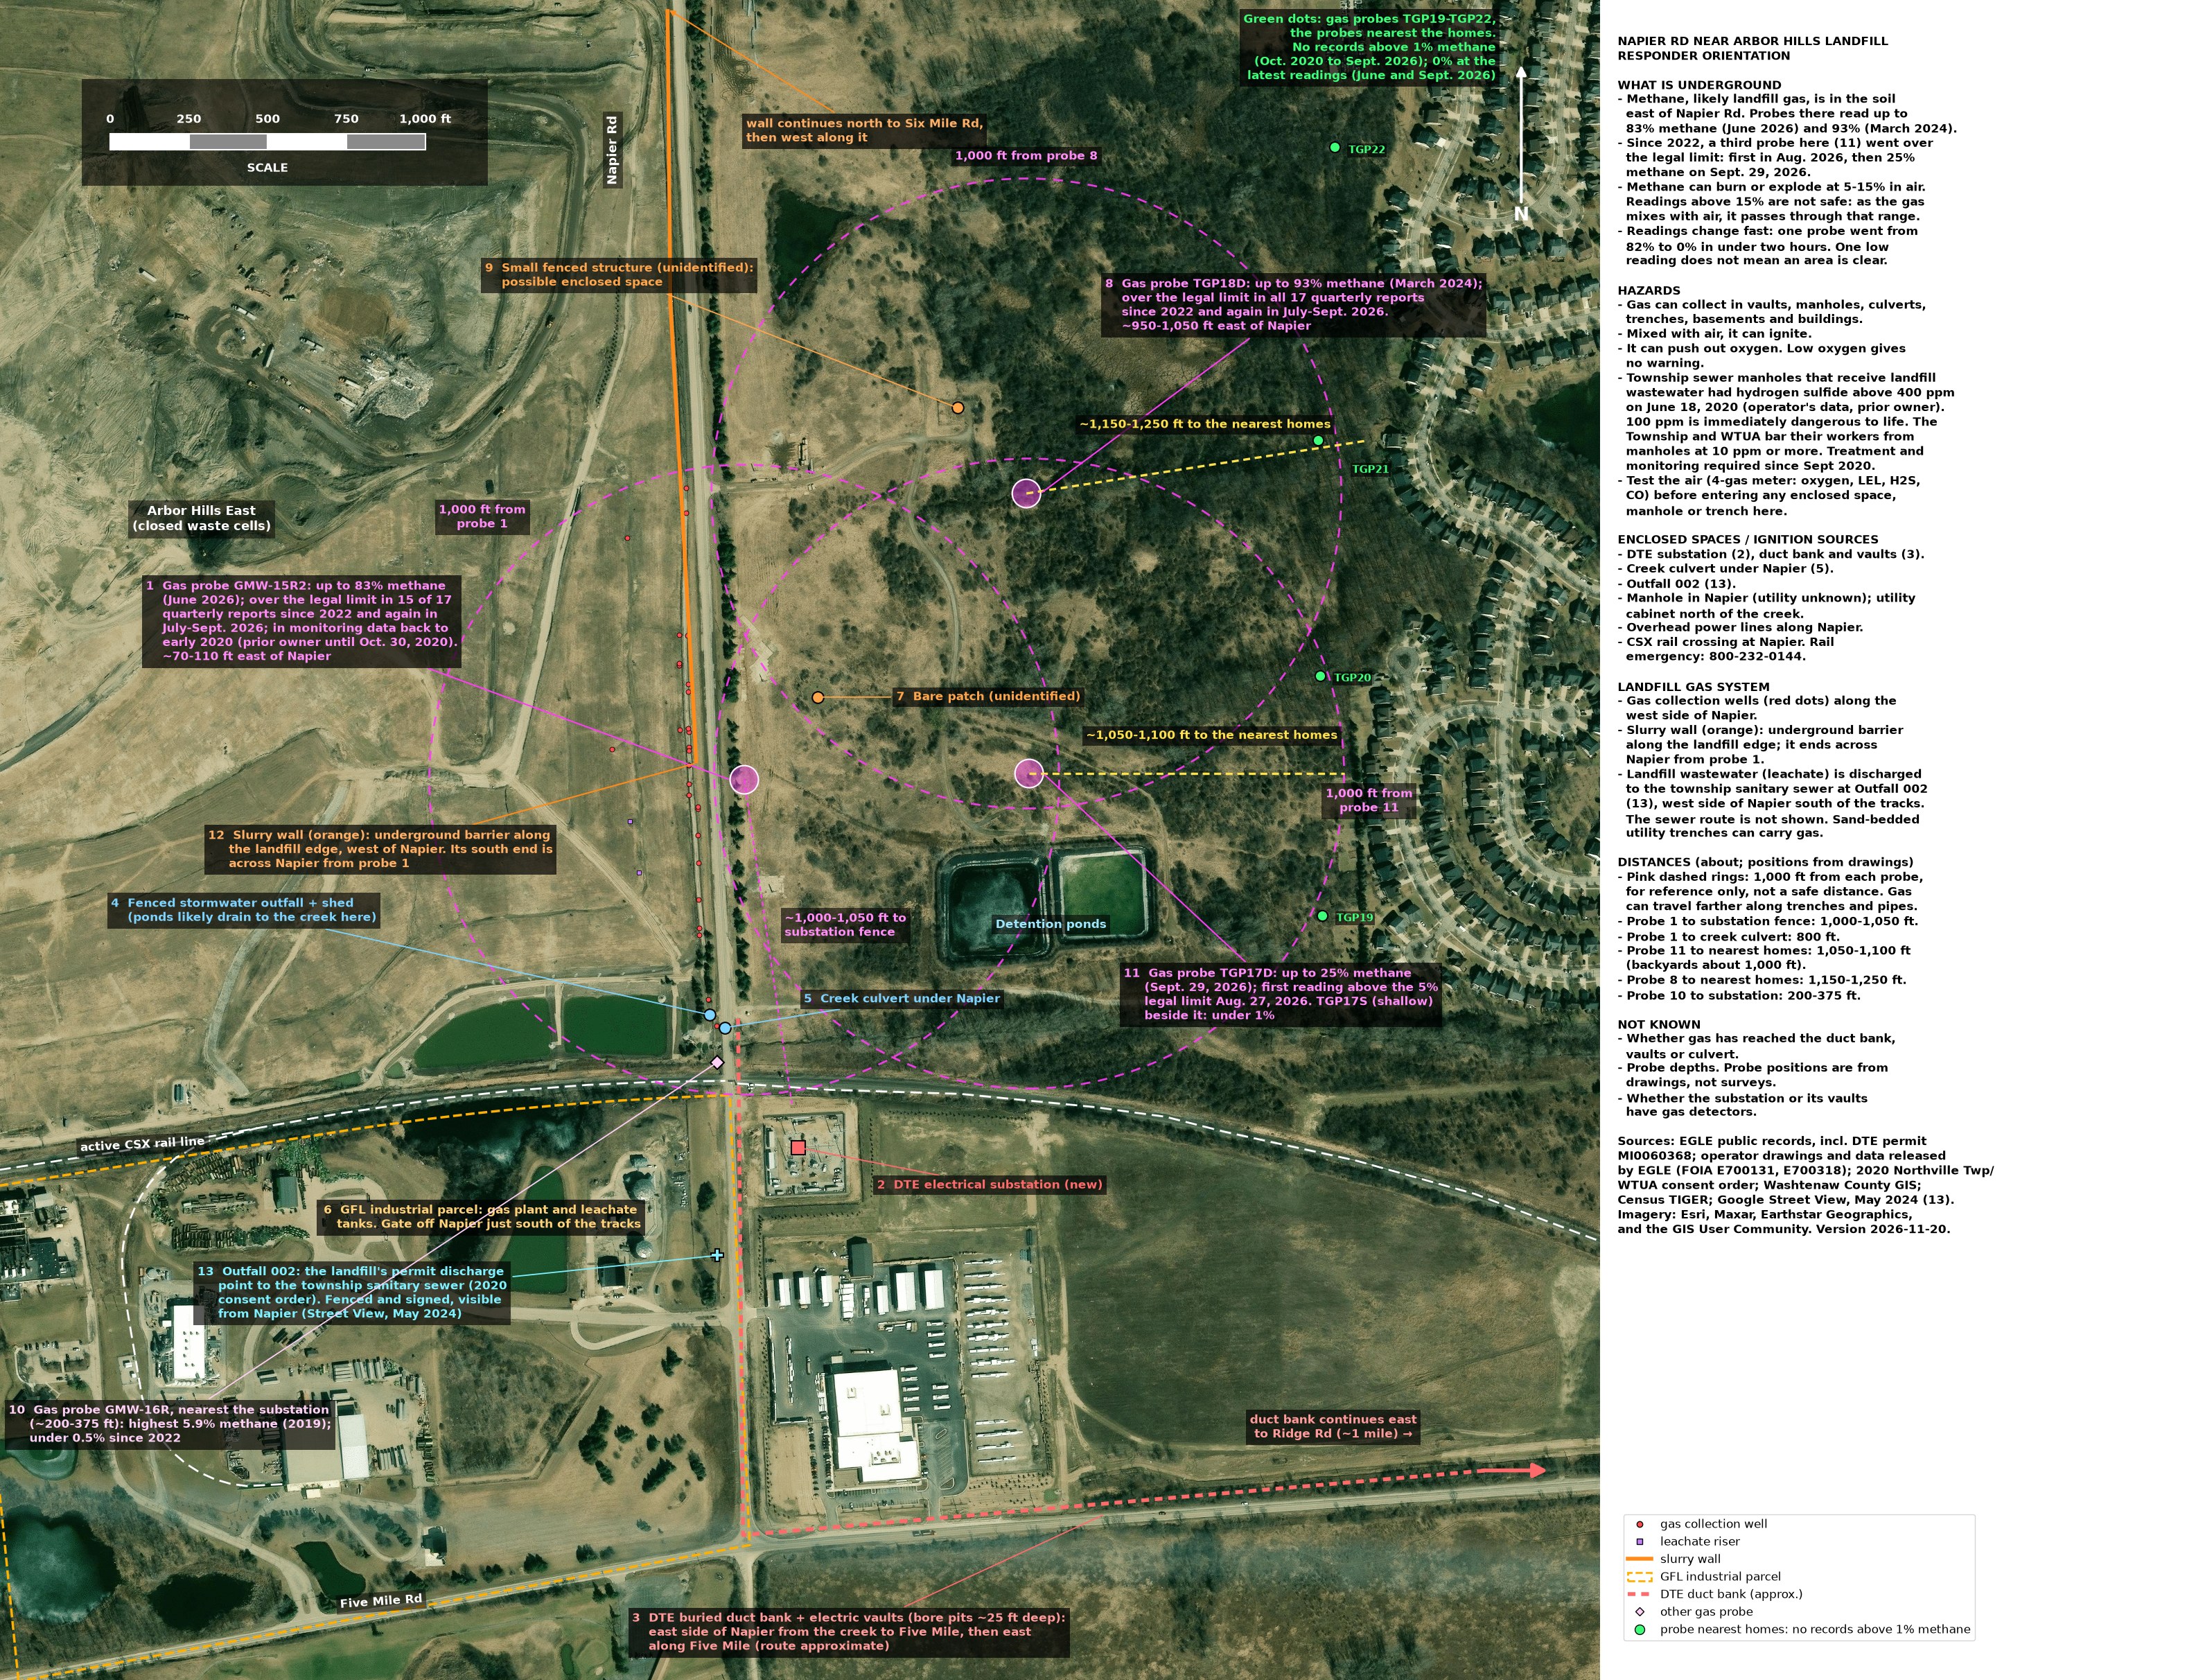 Green dots: gas probes TGP19-TGP22,
the probes nearest the homes.
No records above 1% methane
(Oct. 2020 to Sept. 2026); 0% at the
latest readings (June and Sept. 2026)
0 250 500 750 1,000 ft
SCALE
Napier Rd
wall continues north to Six Mile Rd,
then west along it
1,000 ft from probe 8
TGP22
N
9 Small fenced structure (unidentified):
possible enclosed space
8 Gas probe TGP18D: up to 93% methane (March 2024);
over the legal limit in all 17 quarterly reports
since 2022 and again in July-Sept. 2026.
~950-1,050 ft east of Napier
~1,150-1,250 ft to the nearest homes
TGP21
Arbor Hills East
(closed waste cells)
1,000 ft from
probe 1
1 Gas probe GMW-15R2: up to 83% methane
(June 2026); over the legal limit in 15 of 17
quarterly reports since 2022 and again in
July-Sept. 2026; in monitoring data back to
early 2020 (prior owner until Oct. 30, 2020).
~70-110 ft east of Napier
TGP20
7 Bare patch (unidentified)
~1,050-1,100 ft to the nearest homes
1,000 ft from
probe 11
12 Slurry wall (orange): underground barrier along
the landfill edge, west of Napier. Its south end is
across Napier from probe 1
4 Fenced stormwater outfall + shed
(ponds likely drain to the creek here)
~1,000-1,050 ft to
substation fence
Detention ponds
TGP19
11 Gas probe TGP17D: up to 25% methane
(Sept. 29, 2026); first reading above the 5%
legal limit Aug. 27, 2026. TGP17S (shallow)
beside it: under 1%
5 Creek culvert under Napier
active CSX rail line
2 DTE electrical substation (new)
6 GFL industrial parcel: gas plant and leachate
tanks. Gate off Napier just south of the tracks
13 Outfall 002: the landfill's permit discharge
point to the township sanitary sewer (2020
consent order). Fenced and signed, visible
from Napier (Street View, May 2024)
10 Gas probe GMW-16R, nearest the substation
(~200-375 ft): highest 5.9% methane (2019);
under 0.5% since 2022
duct bank continues east
to Ridge Rd (~1 mile) →
Five Mile Rd
3 DTE buried duct bank + electric vaults (bore pits ~25 ft deep):
east side of Napier from the creek to Five Mile, then east
along Five Mile (route approximate)
NAPIER RD NEAR ARBOR HILLS LANDFILL
RESPONDER ORIENTATION
WHAT IS UNDERGROUND
- Methane, likely landfill gas, is in the soil
east of Napier Rd. Probes there read up to
83% methane (June 2026) and 93% (March 2024).
- Since 2022, a third probe here (11) went over
the legal limit: first in Aug. 2026, then 25%
methane on Sept. 29, 2026.
- Methane can burn or explode at 5-15% in air.
Readings above 15% are not safe: as the gas
mixes with air, it passes through that range.
- Readings change fast: one probe went from
82% to 0% in under two hours. One low
reading does not mean an area is clear.
HAZARDS
- Gas can collect in vaults, manholes, culverts,
trenches, basements and buildings.
- Mixed with air, it can ignite.
- It can push out oxygen. Low oxygen gives
no warning.
- Township sewer manholes that receive landfill
wastewater had hydrogen sulfide above 400 ppm
on June 18, 2020 (operator's data, prior owner).
100 ppm is immediately dangerous to life. The
Township and WTUA bar their workers from
manholes at 10 ppm or more. Treatment and
monitoring required since Sept 2020.
- Test the air (4-gas meter: oxygen, LEL, H2S,
CO) before entering any enclosed space,
manhole or trench here.
ENCLOSED SPACES / IGNITION SOURCES
- DTE substation (2), duct bank and vaults (3).
- Creek culvert under Napier (5).
- Outfall 002 (13).
- Manhole in Napier (utility unknown); utility
cabinet north of the creek.
- Overhead power lines along Napier.
- CSX rail crossing at Napier. Rail
emergency: 800-232-0144.
LANDFILL GAS SYSTEM
- Gas collection wells (red dots) along the
west side of Napier.
- Slurry wall (orange): underground barrier
along the landfill edge; it ends across
Napier from probe 1.
- Landfill wastewater (leachate) is discharged
to the township sanitary sewer at Outfall 002
(13), west side of Napier south of the tracks.
The sewer route is not shown. Sand-bedded
utility trenches can carry gas.
DISTANCES (about; positions from drawings)
- Pink dashed rings: 1,000 ft from each probe,
for reference only, not a safe distance. Gas
can travel farther along trenches and pipes.
- Probe 1 to substation fence: 1,000-1,050 ft.
- Probe 1 to creek culvert: 800 ft.
- Probe 11 to nearest homes: 1,050-1,100 ft
(backyards about 1,000 ft).
- Probe 8 to nearest homes: 1,150-1,250 ft.
- Probe 10 to substation: 200-375 ft.
NOT KNOWN
- Whether gas has reached the duct bank,
vaults or culvert.
- Probe depths. Probe positions are from
drawings, not surveys.
- Whether the substation or its vaults
have gas detectors.
Sources: EGLE public records, incl. DTE permit
MI0060368; operator drawings and data released
by EGLE (FOIA E700131, E700318); 2020 Northville Twp/
WTUA consent order; Washtenaw County GIS;
Census TIGER; Google Street View, May 2024 (13).
Imagery: Esri, Maxar, Earthstar Geographics,
and the GIS User Community. Version 2026-11-20.
gas collection well
leachate riser
slurry wall
GFL industrial parcel
DTE duct bank (approx.)
other gas probe
probe nearest homes: no records above 1% methane